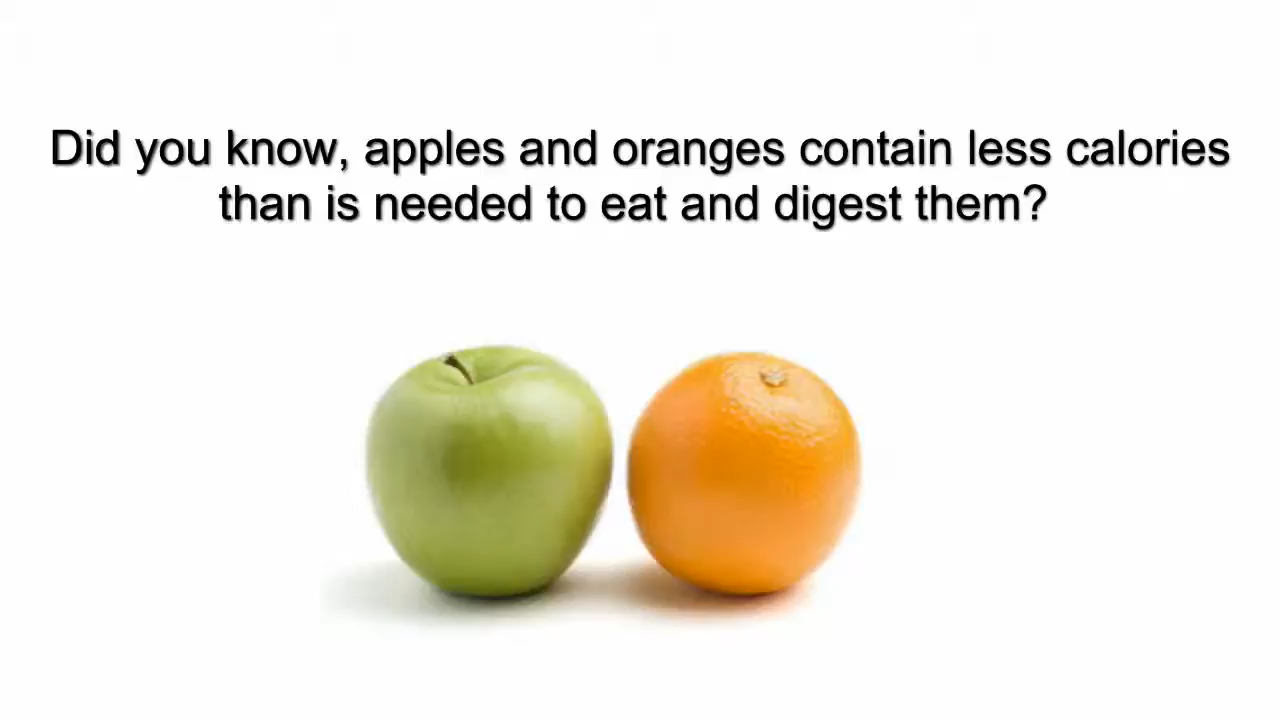 Did you know, apples and oranges contain less calories
than is needed to eat and digest them?